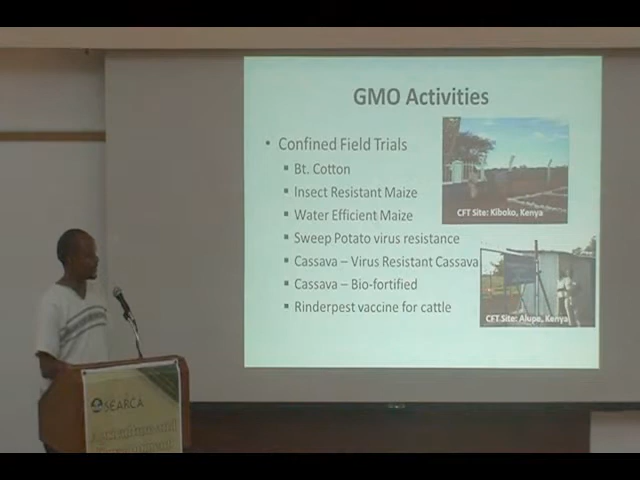 GMO Activities
• Confined Field Trials
▪ Bt. Cotton
▪ Insect Resistant Maize
▪ Water Efficient Maize
▪ Sweep Potato virus resistance
▪ Cassava – Virus Resistant Cassava
▪ Cassava – Bio-fortified
▪ Rinderpest vaccine for cattle
CFT Site: Kiboko, Kenya
CFT Site: Alupe, Kenya
SEARCA